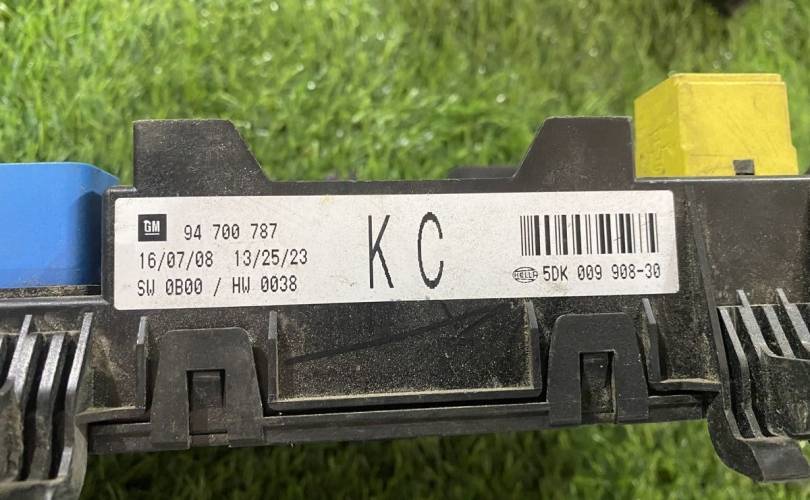 GM 94 700 787
16/07/08 13/25/23
SW 0B00 / HW 0038
KC
HELLA 5DK 009 908-30